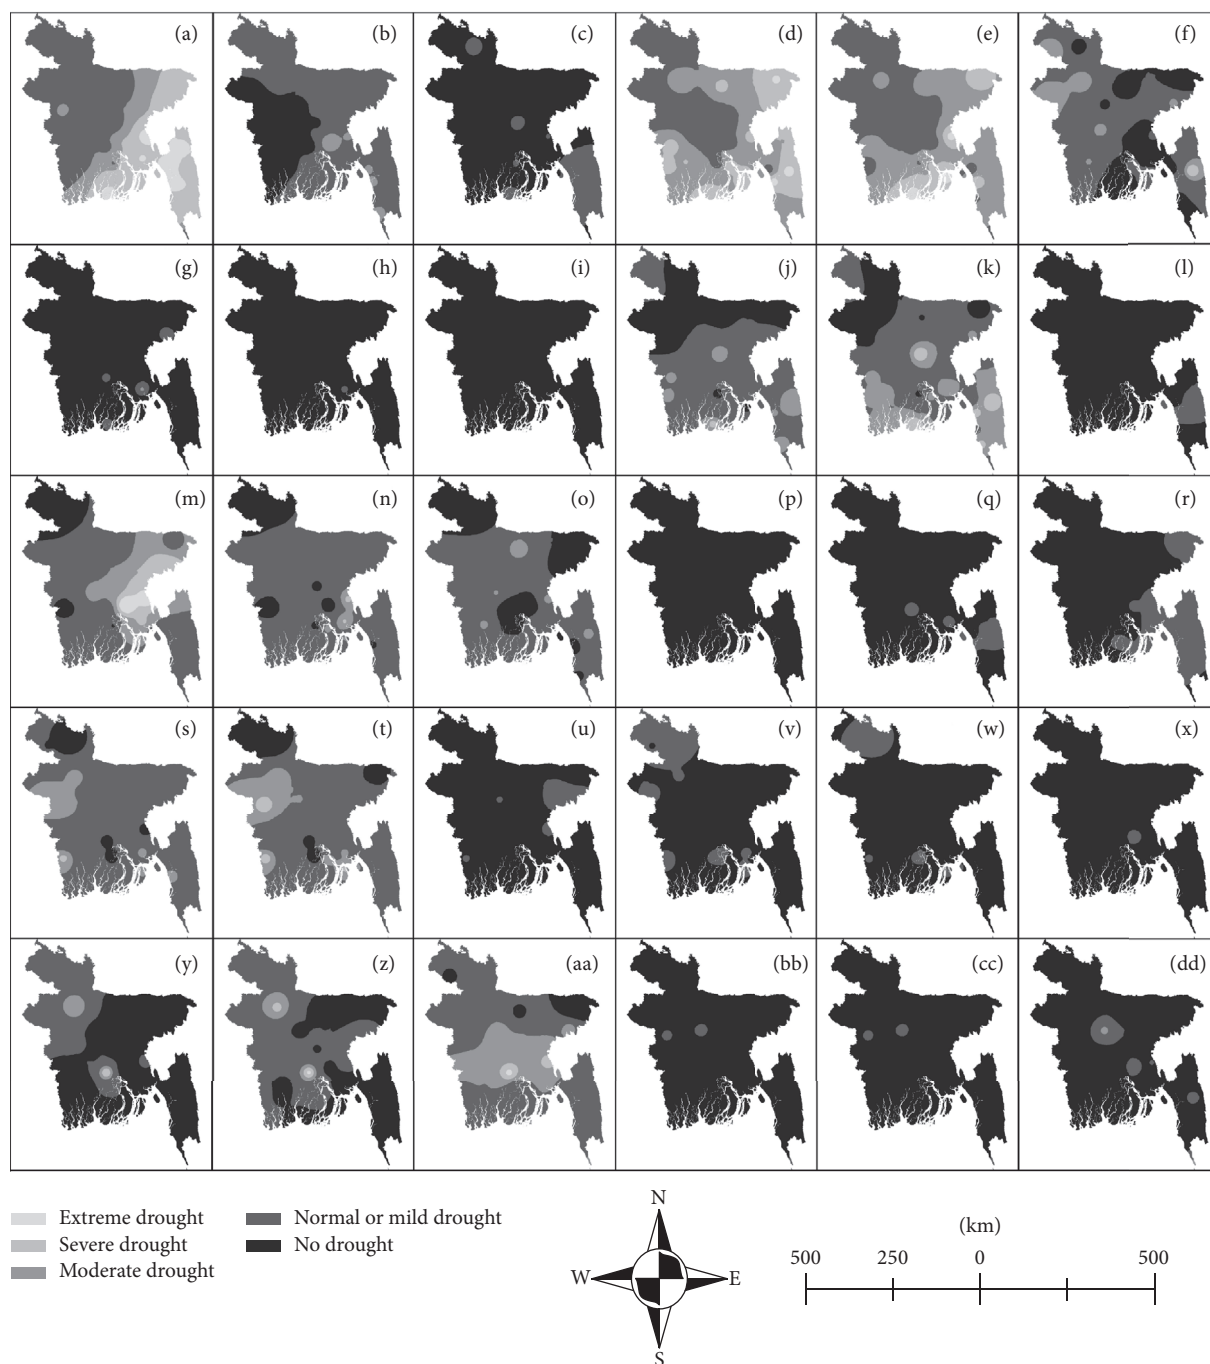 (a) (b) (c) (d) (e) (f)
(g) (h) (i) (j) (k) (l)
(m) (n) (o) (p) (q) (r)
(s) (t) (u) (v) (w) (x)
(y) (z) (aa) (bb) (cc) (dd)
Extreme drought
Severe drought
Moderate drought
Normal or mild drought
No drought
N
W E
S
(km)
500 250 0 500